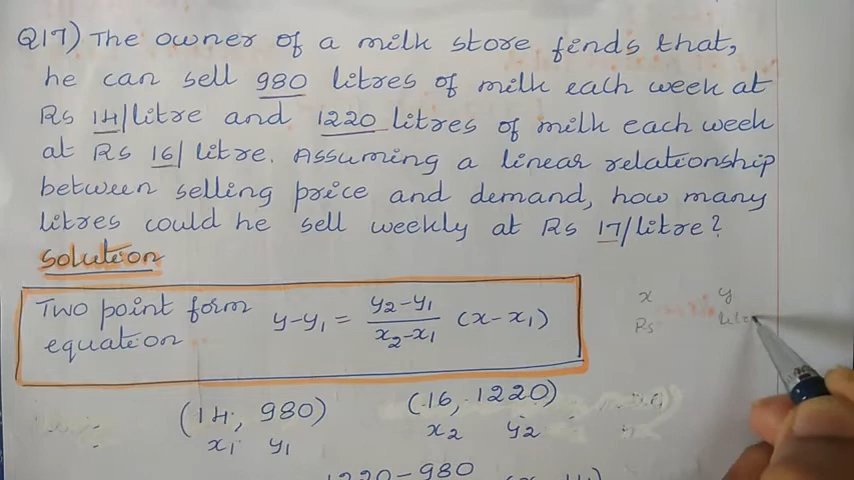 Q17) The owner of a milk store finds that,
he can sell 980 litres of milk each week at
Rs 14/litre and 1220 litres of milk each week
at Rs 16/litre. Assuming a linear relationship
between selling price and demand, how many
litres could he sell weekly at Rs 17/litre?
Solution
Two point form equation y-y₁ = y₂-y₁ / x₂-x₁ (x-x₁)
x y
Rs
(14, 980) (16, 1220)
x₁ y₁ x₂ y₂
1220-980